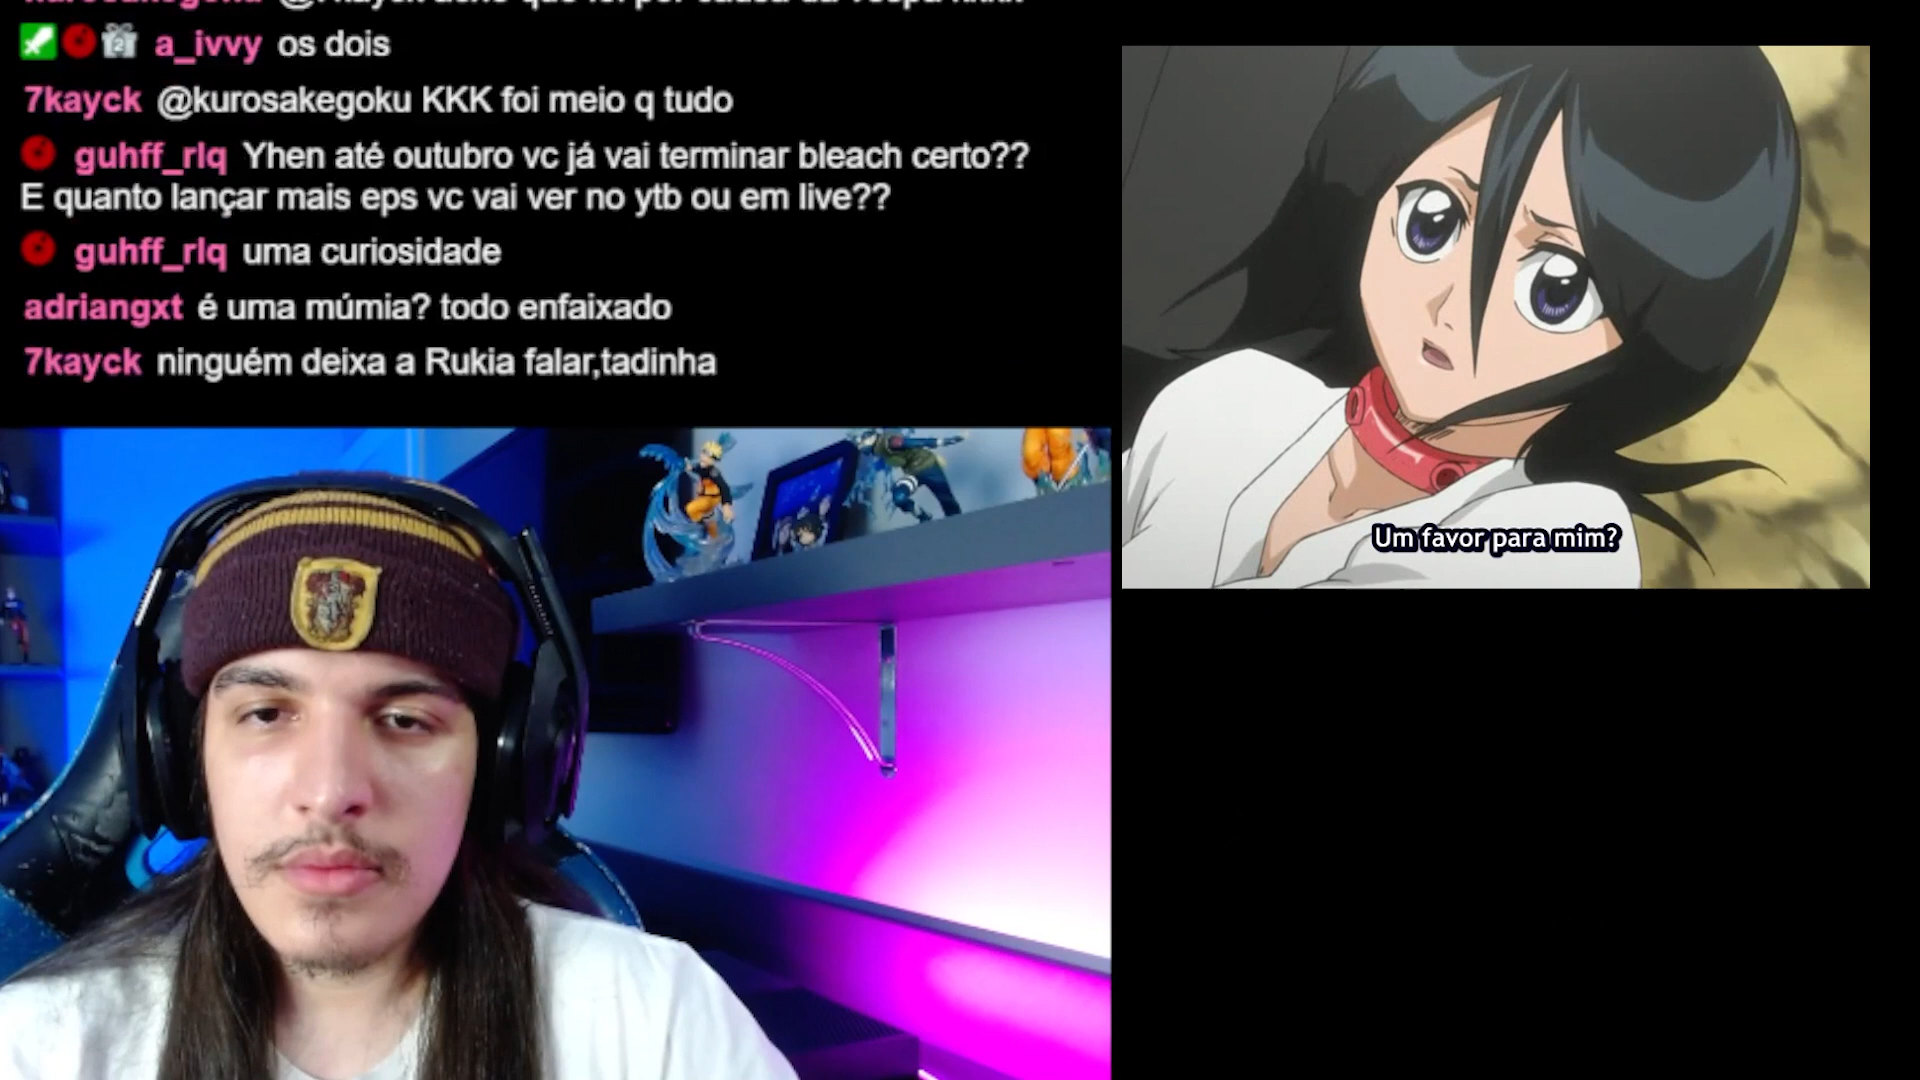 a_ivvy os dois
7kayck @kurosakegoku KKK foi meio q tudo
guhff_rlq Yhen até outubro vc já vai terminar bleach certo??
E quanto lançar mais eps vc vai ver no ytb ou em live??
guhff_rlq uma curiosidade
adriangxt é uma múmia? todo enfaixado
7kayck ninguém deixa a Rukia falar,tadinha
Um favor para mim?